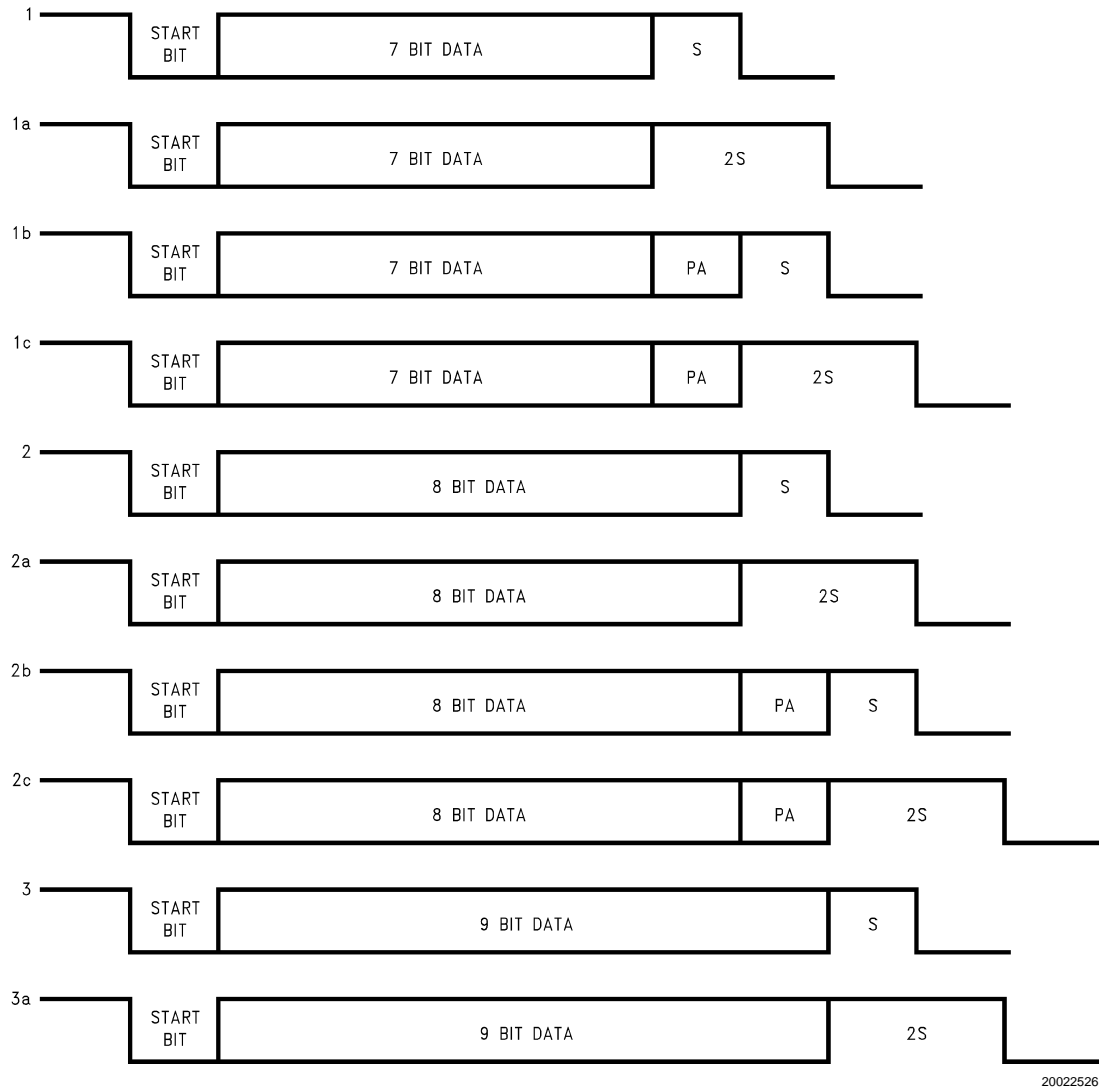 1 START BIT 7 BIT DATA S
1a START BIT 7 BIT DATA 2S
1b START BIT 7 BIT DATA PA S
1c START BIT 7 BIT DATA PA 2S
2 START BIT 8 BIT DATA S
2a START BIT 8 BIT DATA 2S
2b START BIT 8 BIT DATA PA S
2c START BIT 8 BIT DATA PA 2S
3 START BIT 9 BIT DATA S
3a START BIT 9 BIT DATA 2S
20022526